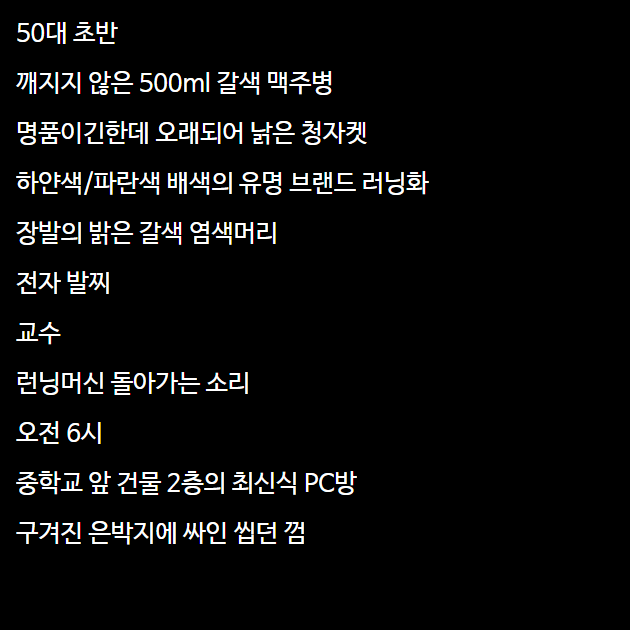 50대 초반
깨지지 않은 500ml 갈색 맥주병
명품이긴한데 오래되어 낡은 청자켓
하얀색/파란색 배색의 유명 브랜드 러닝화
장발의 밝은 갈색 염색머리
전자 발찌
교수
런닝머신 돌아가는 소리
오전 6시
중학교 앞 건물 2층의 최신식 PC방
구겨진 은박지에 싸인 씹던 껌